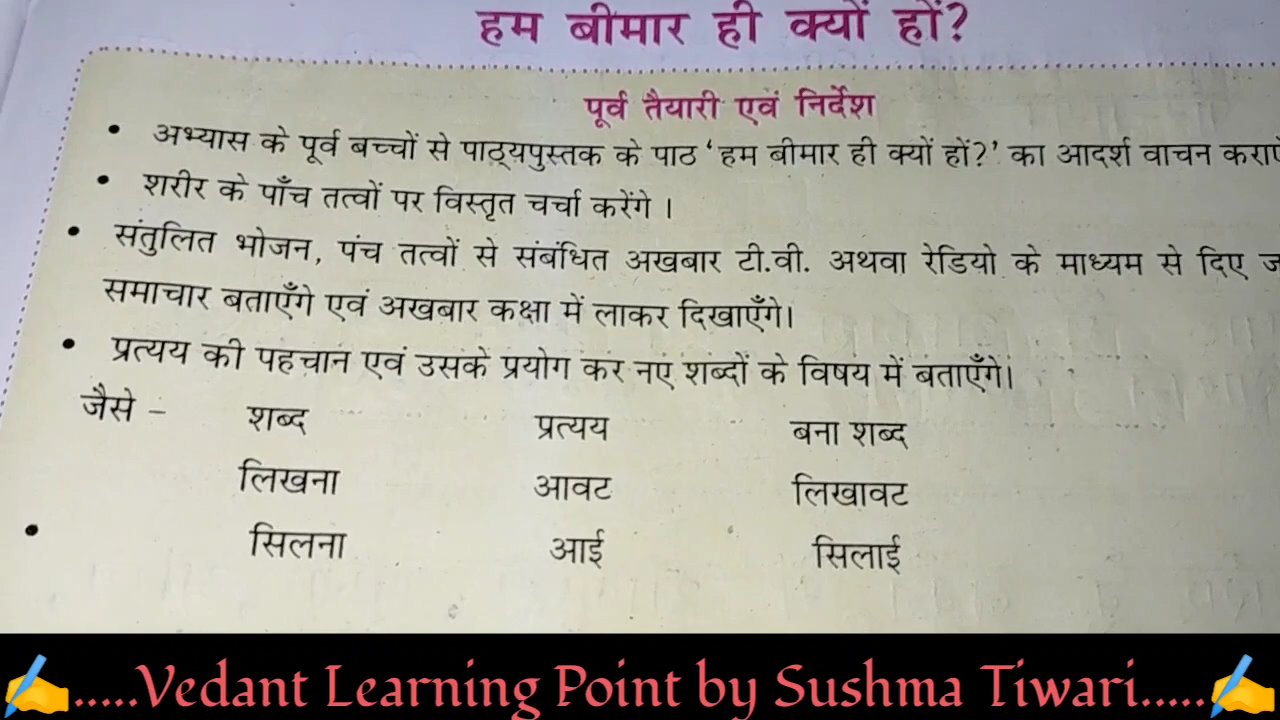 हम बीमार ही क्यों हों?
पूर्व तैयारी एवं निर्देश
• अभ्यास के पूर्व बच्चों से पाठ्यपुस्तक के पाठ ‘हम बीमार ही क्यों हों?’ का आदर्श वाचन
• शरीर के पाँच तत्वों पर विस्तृत चर्चा करेंगे ।
• संतुलित भोजन, पंच तत्वों से संबंधित अखबार टी.वी. अथवा रेडियो के माध्यम से दिए
समाचार बताएँगे एवं अखबार कक्षा में लाकर दिखाएँगे।
• प्रत्यय की पहचान एवं उसके प्रयोग कर नए शब्दों के विषय में बताएँगे।
जैसे – शब्द प्रत्यय बना शब्द
लिखना आवट लिखावट
• सिलना आई सिलाई
✍️.....Vedant Learning Point by Sushma Tiwari.....✍️